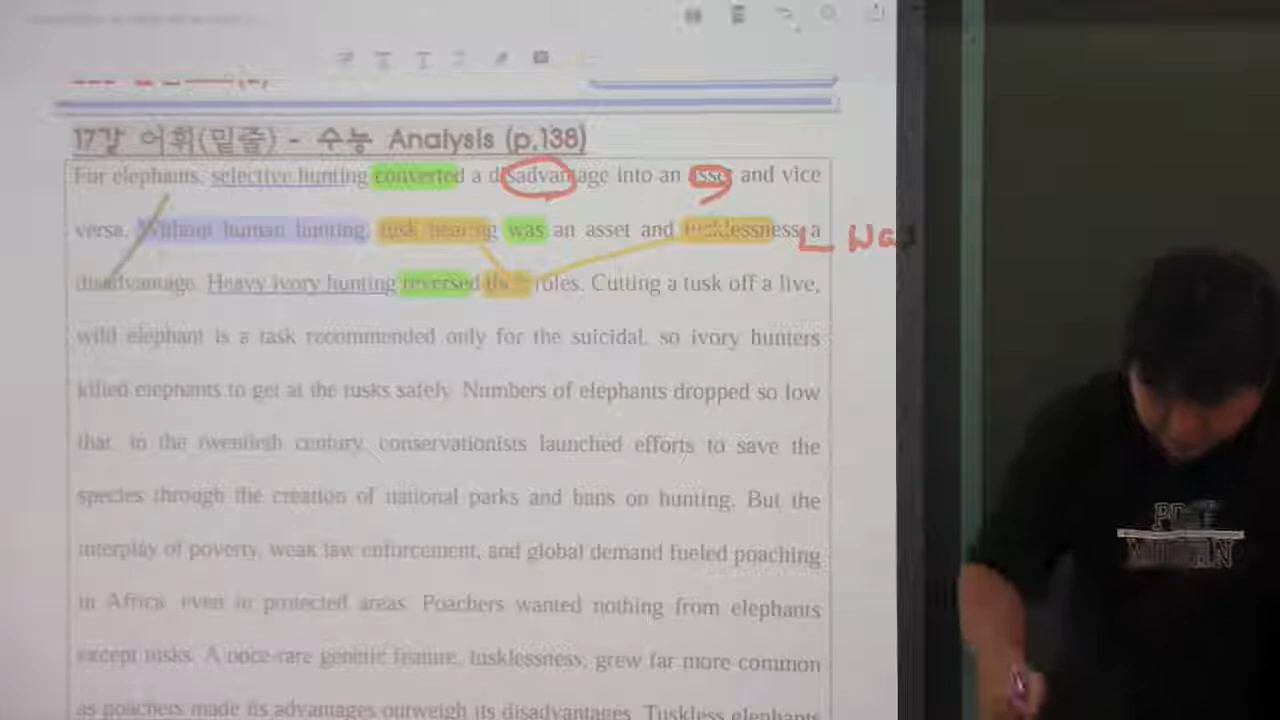 17강 어휘(밑줄) - 수능 Analysis (p.138)
For elephants, selective hunting converted a disadvantage into an asset and vice
versa. Without human hunting, tusk bearing was an asset and tusklessness a
disadvantage. Heavy ivory hunting reversed their roles. Cutting a tusk off a live,
wild elephant is a task recommended only for the suicidal, so ivory hunters
killed elephants to get at the tusks safely. Numbers of elephants dropped so low
that, in the twentieth century, conservationists launched efforts to save the
species through the creation of national parks and bans on hunting. But the
interplay of poverty, weak law enforcement, and global demand fueled poaching
in Africa, even in protected areas. Poachers wanted nothing from elephants
except tusks. A once-rare genetic feature, tusklessness, grew far more common
as poachers made its advantages outweigh its disadvantages. Tuskless elephants